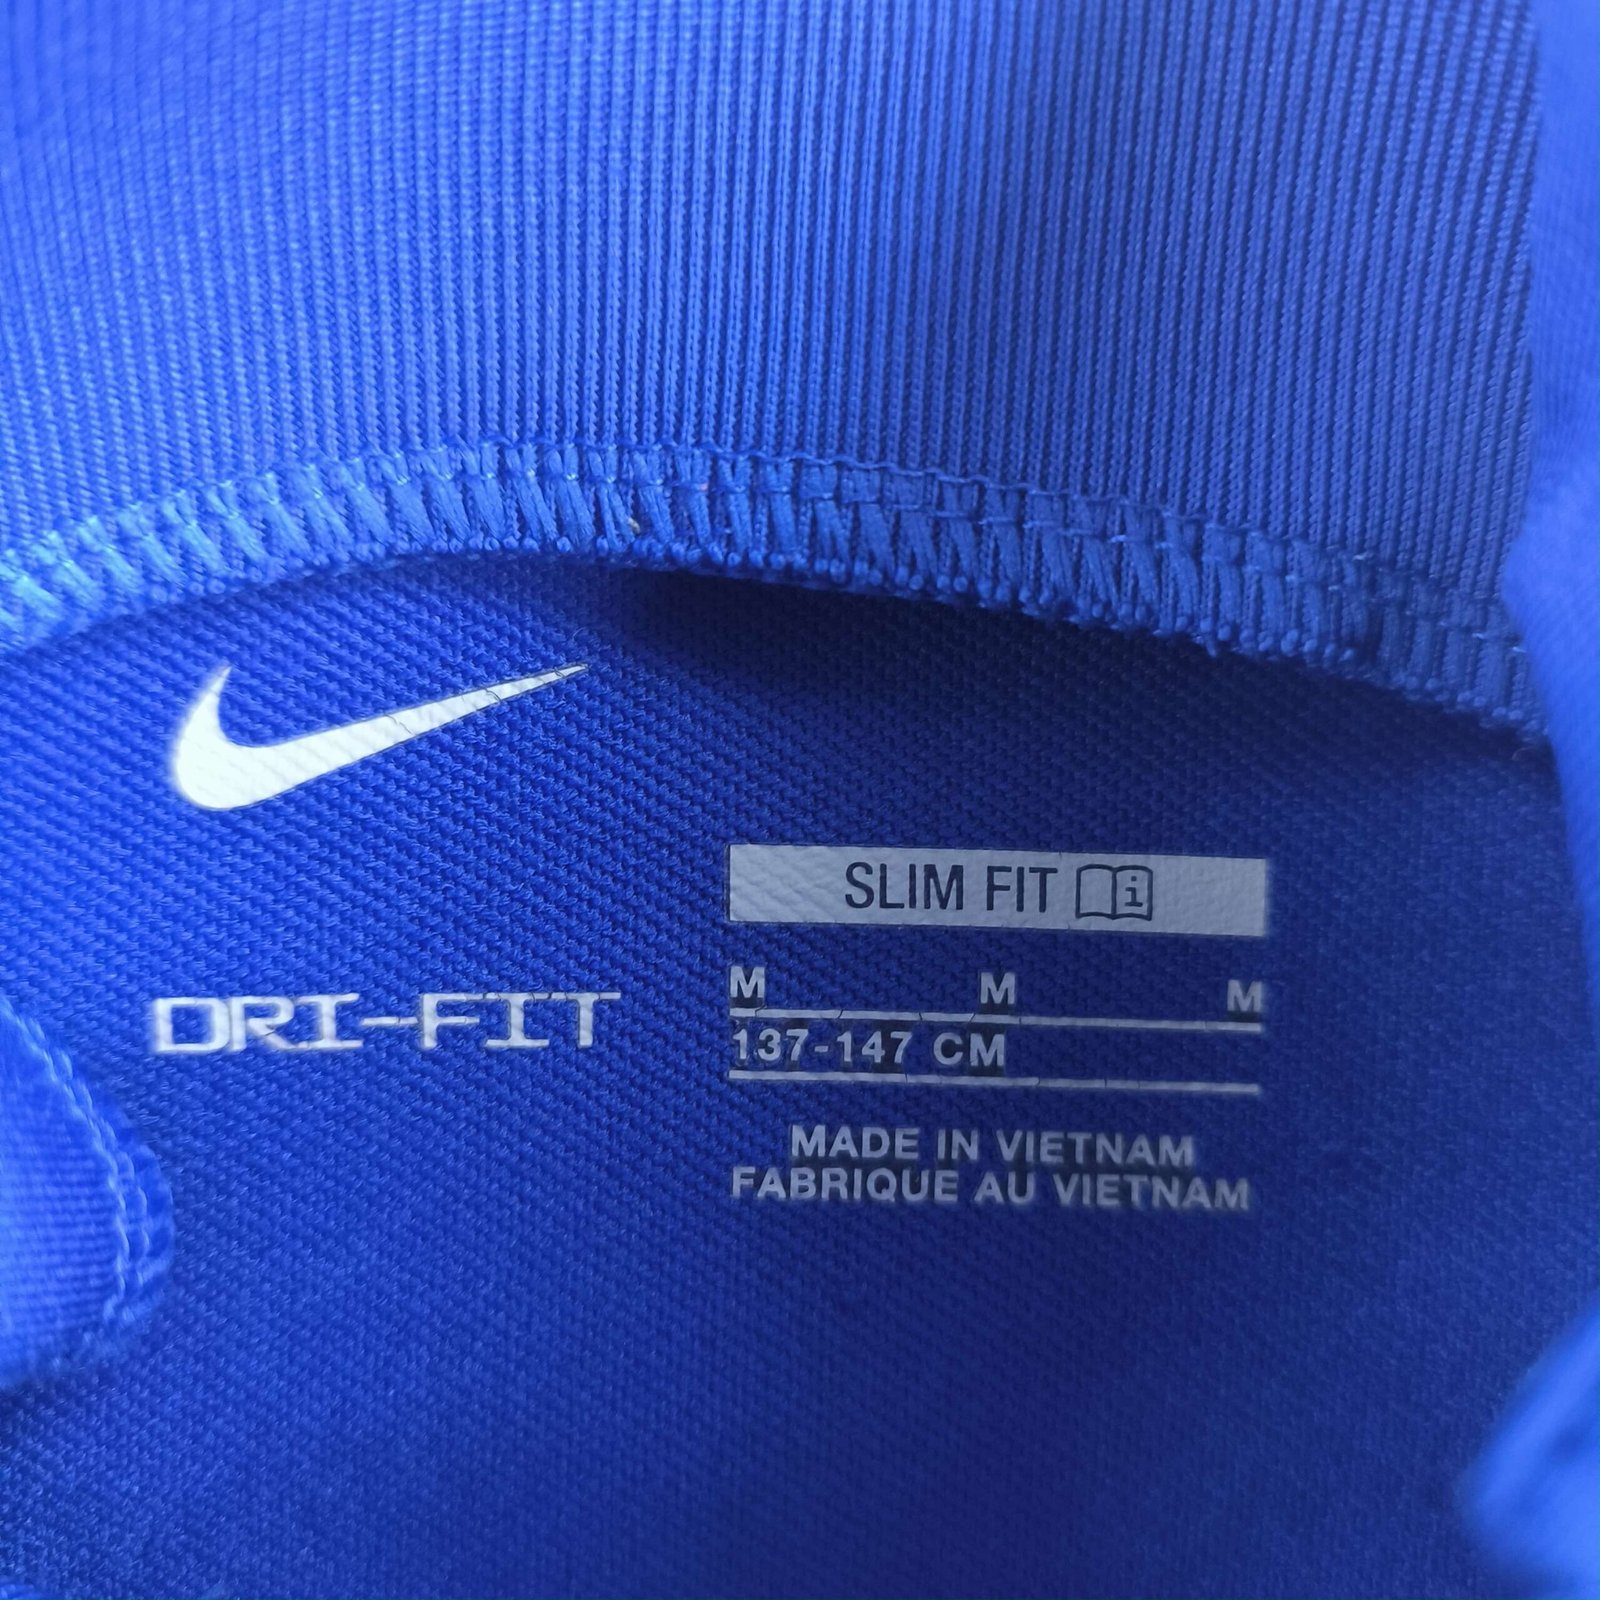 SLIM FIT
M M M
137-147 CM
DRI-FIT
MADE IN VIETNAM
FABRIQUE AU VIETNAM